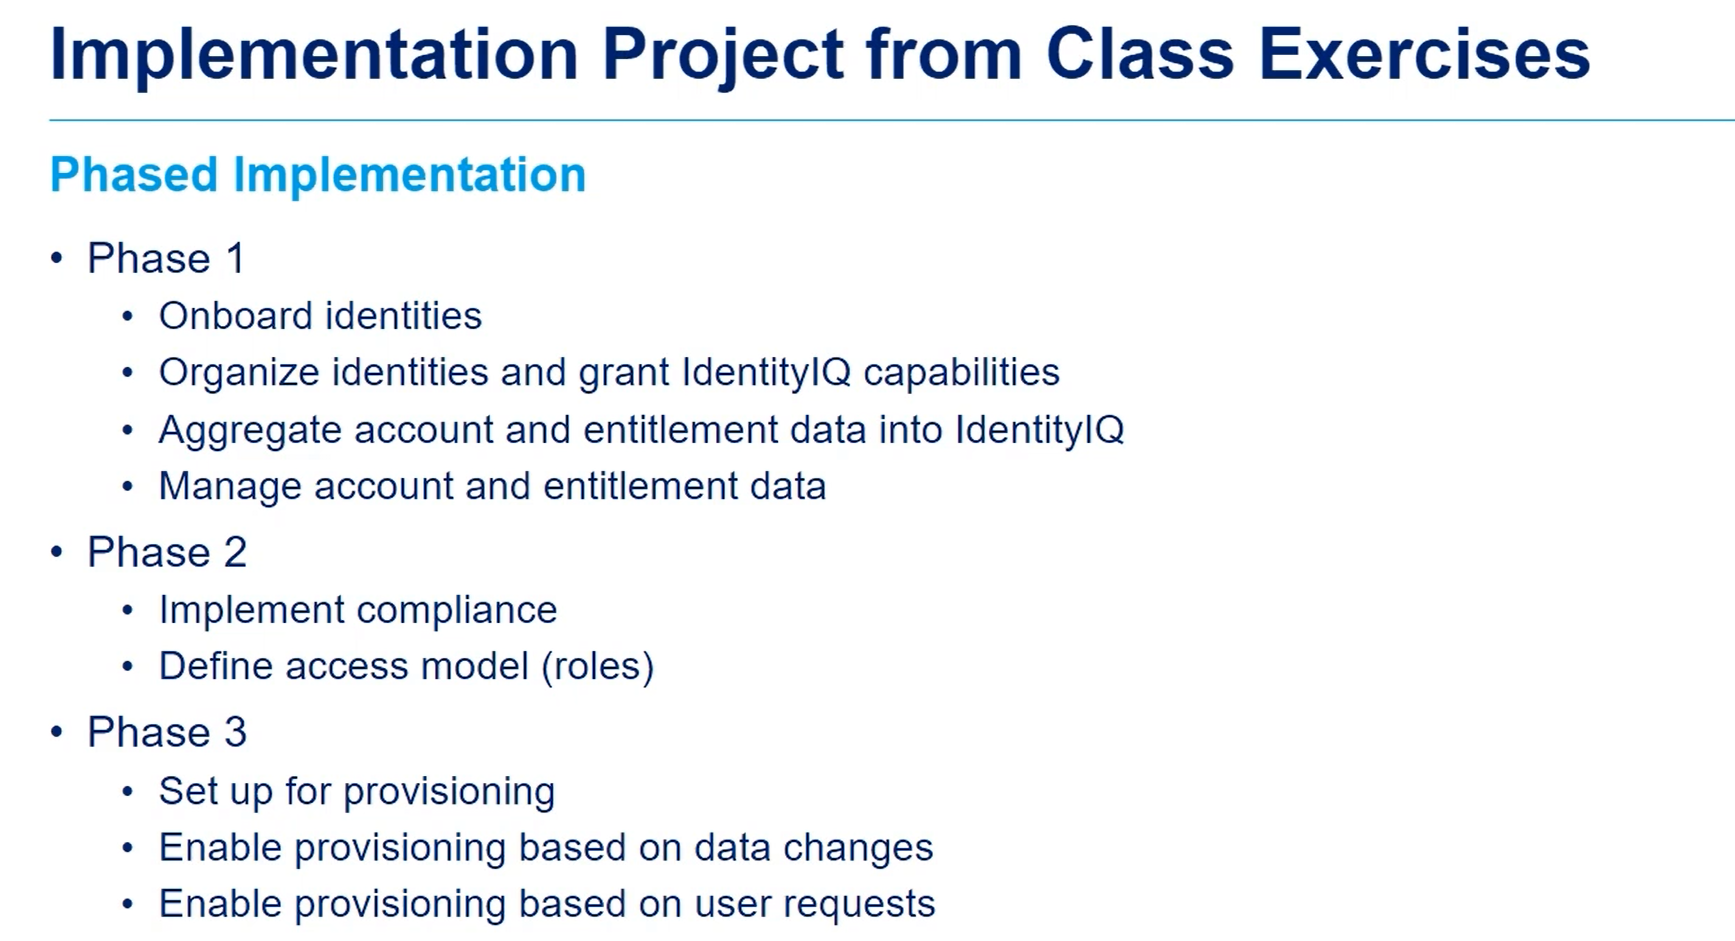 Implementation Project from Class Exercises
Phased Implementation
• Phase 1
• Onboard identities
• Organize identities and grant IdentityIQ capabilities
• Aggregate account and entitlement data into IdentityIQ
• Manage account and entitlement data
• Phase 2
• Implement compliance
• Define access model (roles)
• Phase 3
• Set up for provisioning
• Enable provisioning based on data changes
• Enable provisioning based on user requests